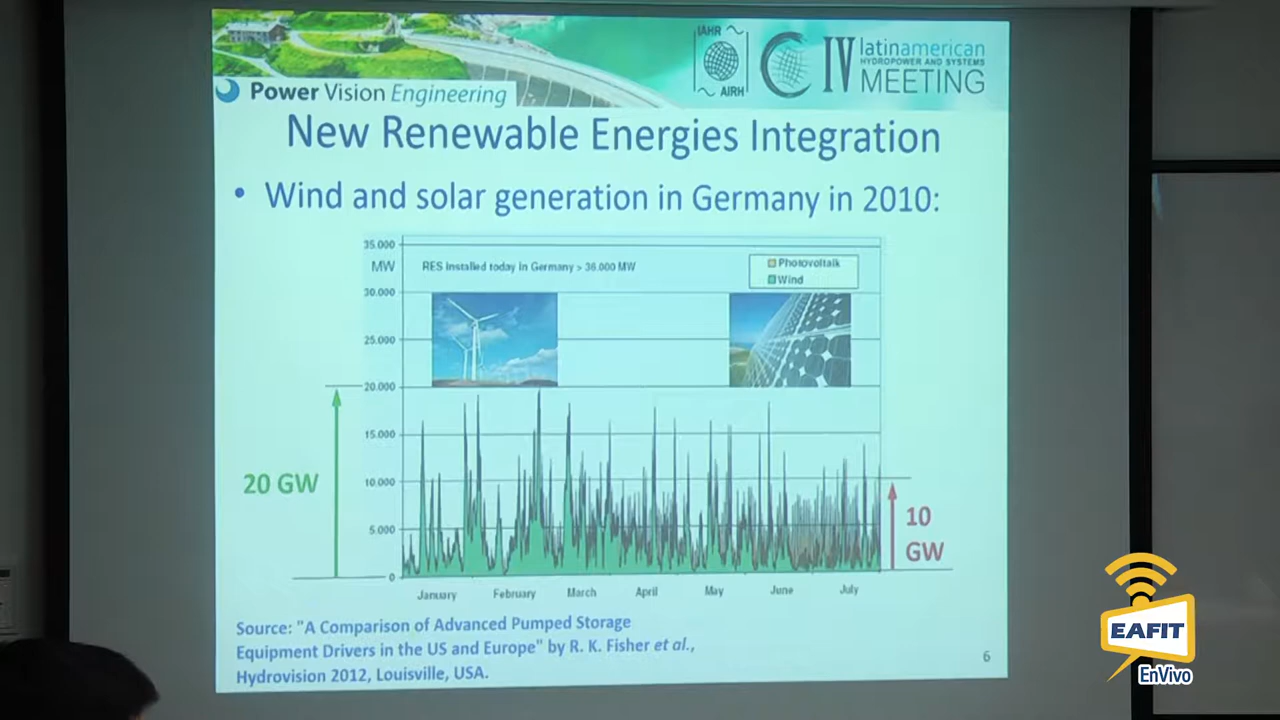 IAHR
AIRH
IV latinamerican
HYDROPOWER AND SYSTEMS
MEETING
Power Vision Engineering
New Renewable Energies Integration
• Wind and solar generation in Germany in 2010:
35.000
MW
RES installed today in Germany > 36.000 MW
Photovoltaik
Wind
30.000
25.000
20.000
15.000
10.000
5.000
0
20 GW
10
GW
January February March April May June July
Source: "A Comparison of Advanced Pumped Storage
Equipment Drivers in the US and Europe" by R. K. Fisher et al.,
Hydrovision 2012, Louisville, USA.
6
EAFIT
EnVivo